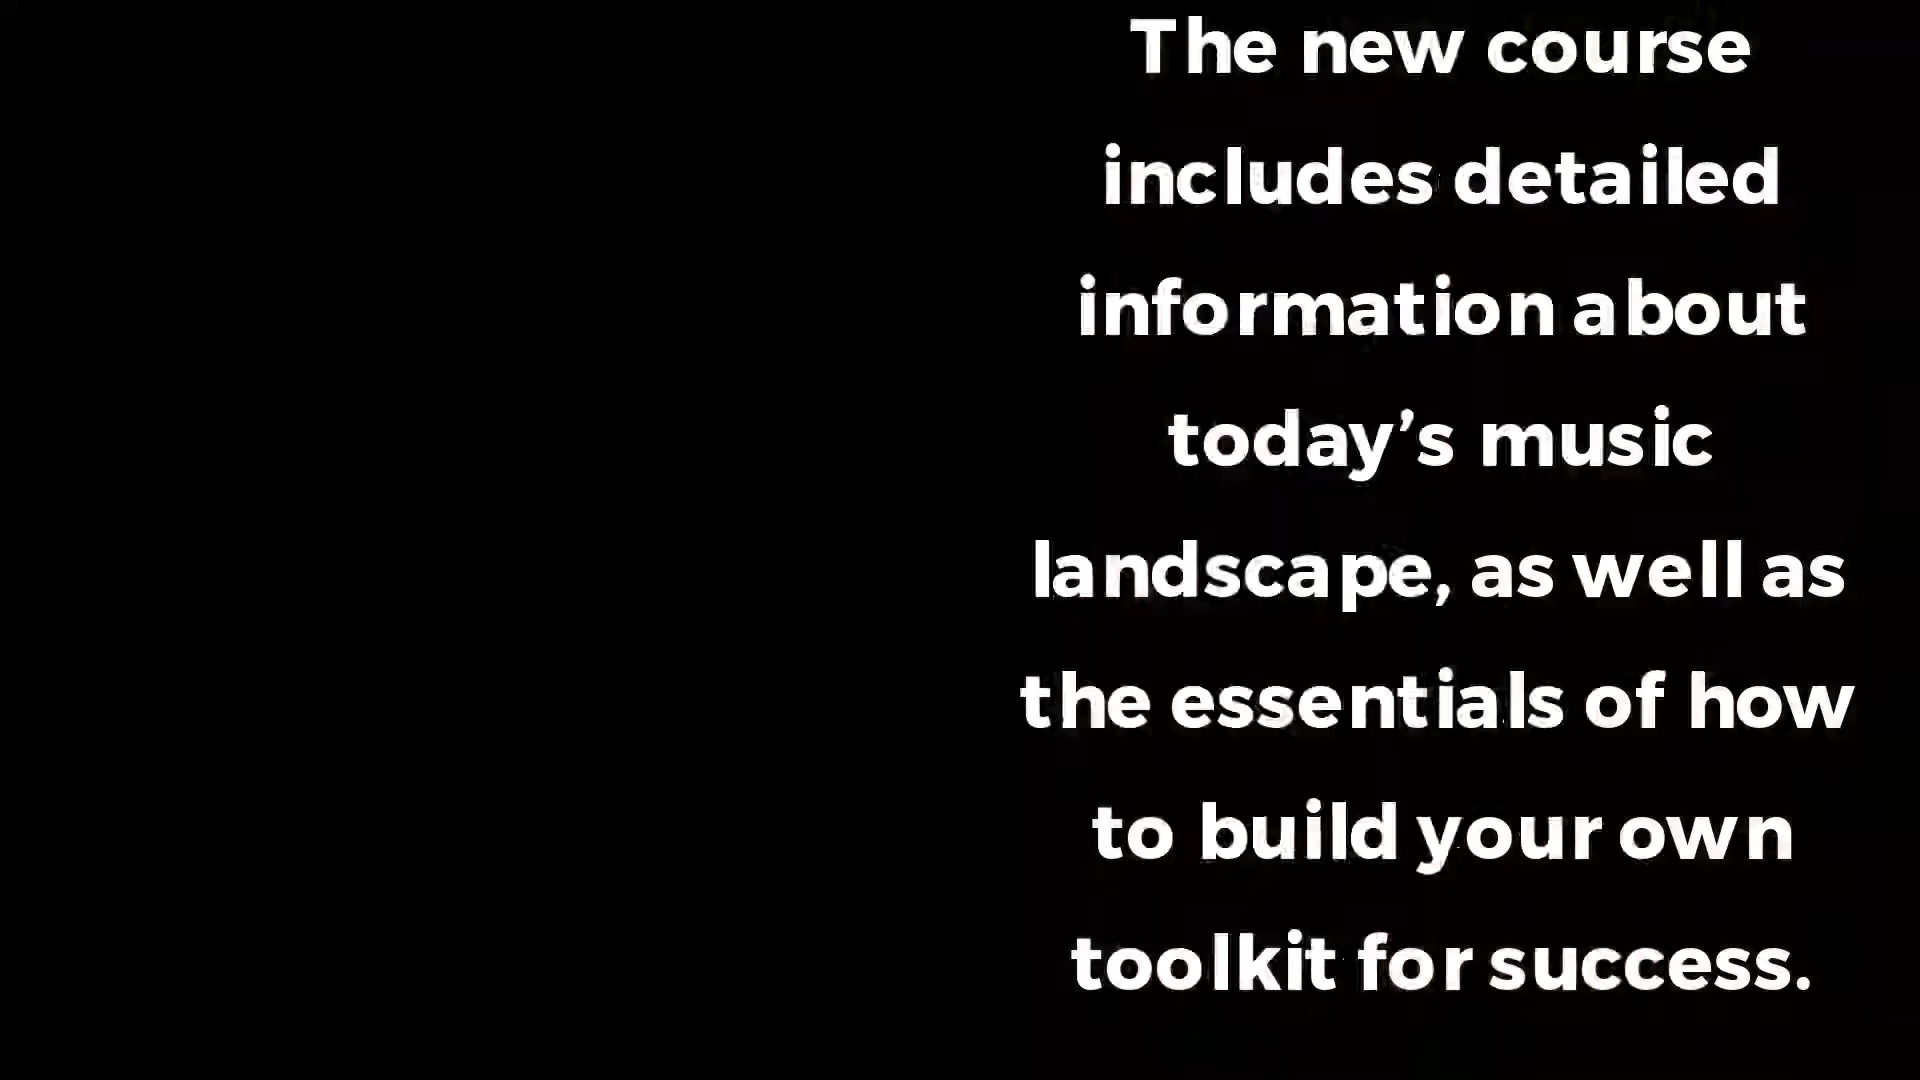 The new course
includes detailed
information about
today’s music
landscape, as well as
the essentials of how
to build your own
toolkit for success.